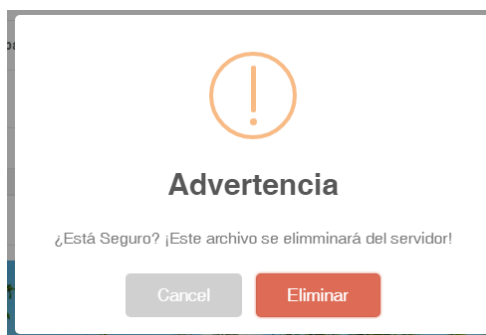 Advertencia
¿Está Seguro? ¡Este archivo se elimminará del servidor!
Cancel Eliminar